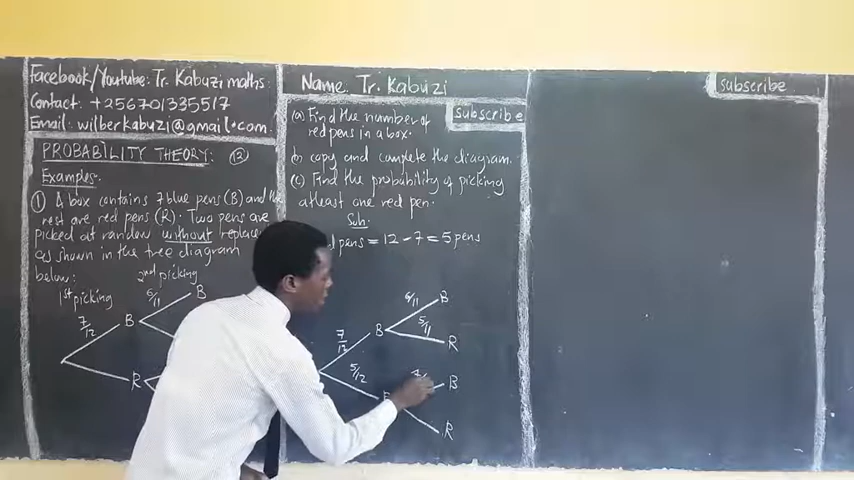 Facebook/Youtube: Tr. Kabuzi maths
Contact: +256701335517
Email: wilberkabuzi@gmail.com
PROBABILITY THEORY: (12)
Examples
(1) A box contains 7 blue pens (B) and the
rest are red pens (R). Two pens are
picked at random without
as shown in the tree diagram
below:
2nd picking
1st picking
6/11
B
7/12
B
R
Name: Tr. Kabuizi
subscribe
(a) Find the number of
red pens in a box.
(b) copy and complete the diagram.
(c) Find the probability of picking
atleast one red pen.
Soln.
pens = 12 - 7 = 5 pens
6/11
B
7/12
B
5/11
R
5/12
B
R
subscribe